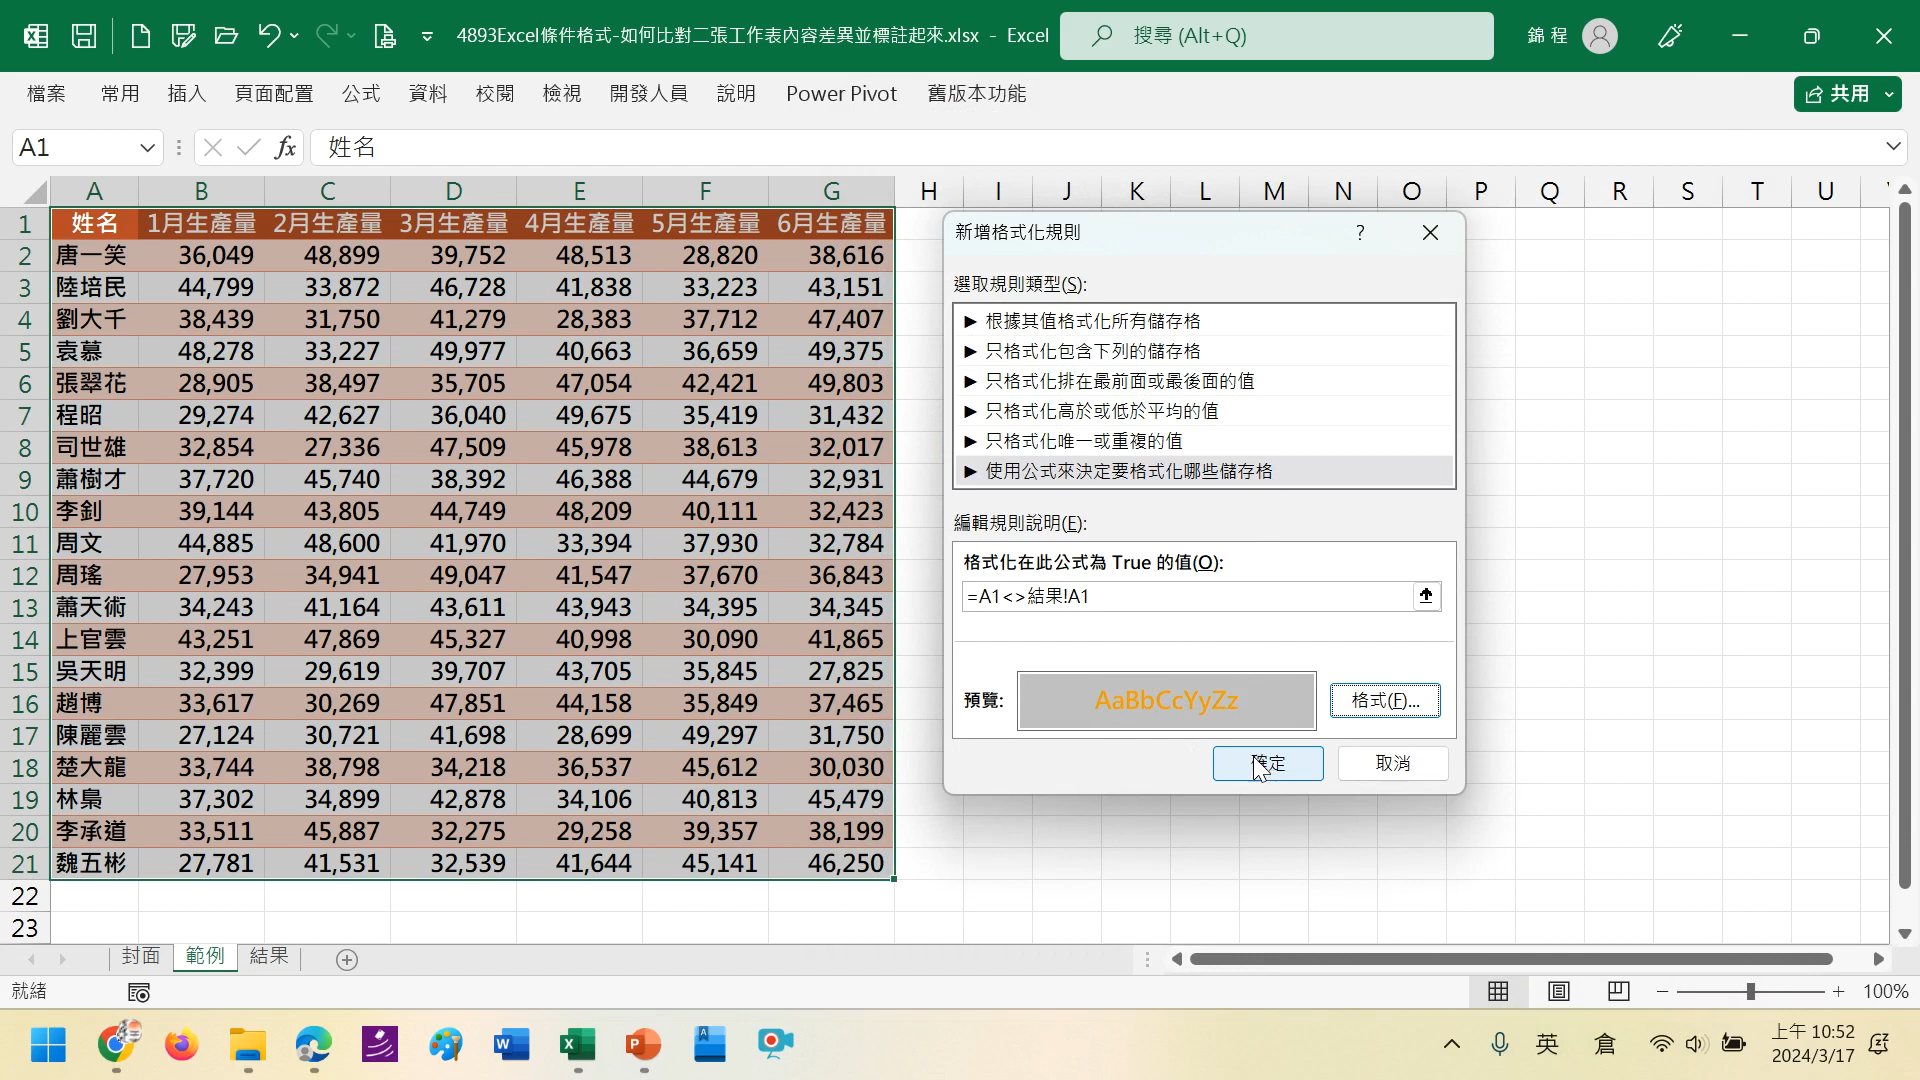 4893Excel條件格式-如何比對二張工作表內容差異並標註起來.xlsx - Excel
搜尋 (Alt+Q)
錦 程
檔案 常用 插入 頁面配置 公式 資料 校閱 檢視 開發人員 說明 Power Pivot 舊版本功能
共用
A1
fx
姓名
A B C D E F G H I J K L M N O P Q R S T U
1 姓名 1月生產量 2月生產量 3月生產量 4月生產量 5月生產量 6月生產量
2 唐一笑 36,049 48,899 39,752 48,513 28,820 38,616
3 陸培民 44,799 33,872 46,728 41,838 33,223 43,151
4 劉大千 38,439 31,750 41,279 28,383 37,712 47,407
5 袁慕 48,278 33,227 49,977 40,663 36,659 49,375
6 張翠花 28,905 38,497 35,705 47,054 42,421 49,803
7 程昭 29,274 42,627 36,040 49,675 35,419 31,432
8 司世雄 32,854 27,336 47,509 45,978 38,613 32,017
9 蕭樹才 37,720 45,740 38,392 46,388 44,679 32,931
10 李釗 39,144 43,805 44,749 48,209 40,111 32,423
11 周文 44,885 48,600 41,970 33,394 37,930 32,784
12 周瑤 27,953 34,941 49,047 41,547 37,670 36,843
13 蕭天術 34,243 41,164 43,611 43,943 34,395 34,345
14 上官雲 43,251 47,869 45,327 40,998 30,090 41,865
15 吳天明 32,399 29,619 39,707 43,705 35,845 27,825
16 趙博 33,617 30,269 47,851 44,158 35,849 37,465
17 陳麗雲 27,124 30,721 41,698 28,699 49,297 31,750
18 楚大龍 33,744 38,798 34,218 36,537 45,612 30,030
19 林梟 37,302 34,899 42,878 34,106 40,813 45,479
20 李承道 33,511 45,887 32,275 29,258 39,357 38,199
21 魏五彬 27,781 41,531 32,539 41,644 45,141 46,250
22
23
新增格式化規則 ?
選取規則類型(S):
► 根據其值格式化所有儲存格
► 只格式化包含下列的儲存格
► 只格式化排在最前面或最後面的值
► 只格式化高於或低於平均的值
► 只格式化唯一或重複的值
► 使用公式來決定要格式化哪些儲存格
編輯規則說明(E):
格式化在此公式為 True 的值(O):
=A1<>結果!A1
預覽:
AaBbCcYyZz
格式(F)...
確定
取消
封面 範例 結果
就緒
100%
英 倉
上午 10:52
2024/3/17